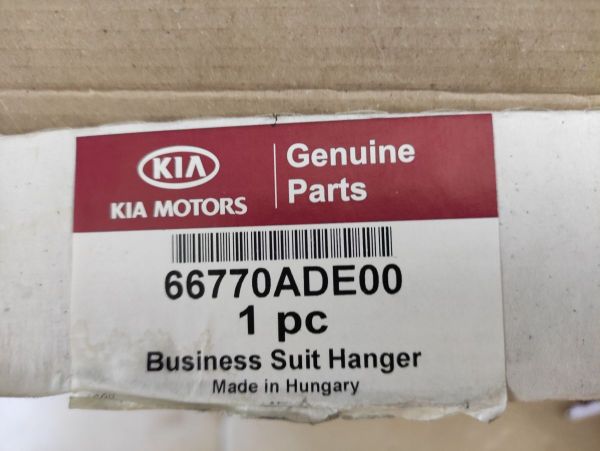 KIA
KIA MOTORS
Genuine
Parts
66770ADE00
1 pc
Business Suit Hanger
Made in Hungary